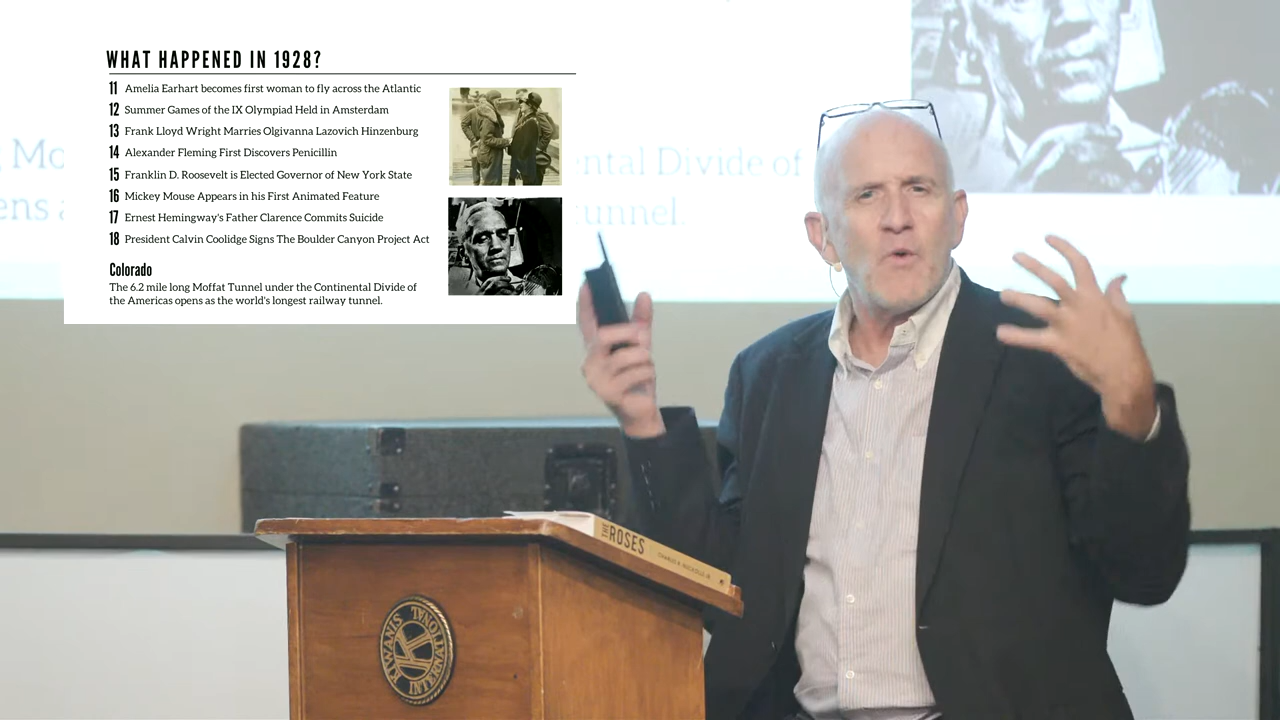 WHAT HAPPENED IN 1928?
11 Amelia Earhart becomes first woman to fly across the Atlantic
12 Summer Games of the IX Olympiad Held in Amsterdam
13 Frank Lloyd Wright Marries Olgivanna Lazovich Hinzenburg
14 Alexander Fleming First Discovers Penicillin
15 Franklin D. Roosevelt is Elected Governor of New York State
16 Mickey Mouse Appears in his First Animated Feature
17 Ernest Hemingway's Father Clarence Commits Suicide
18 President Calvin Coolidge Signs The Boulder Canyon Project Act
Colorado
The 6.2 mile long Moffat Tunnel under the Continental Divide of
the Americas opens as the world's longest railway tunnel.
Mo
ental Divide of
ens a
tunnel.
THE ROSES
KIWANIS
INTERNATIONAL
K